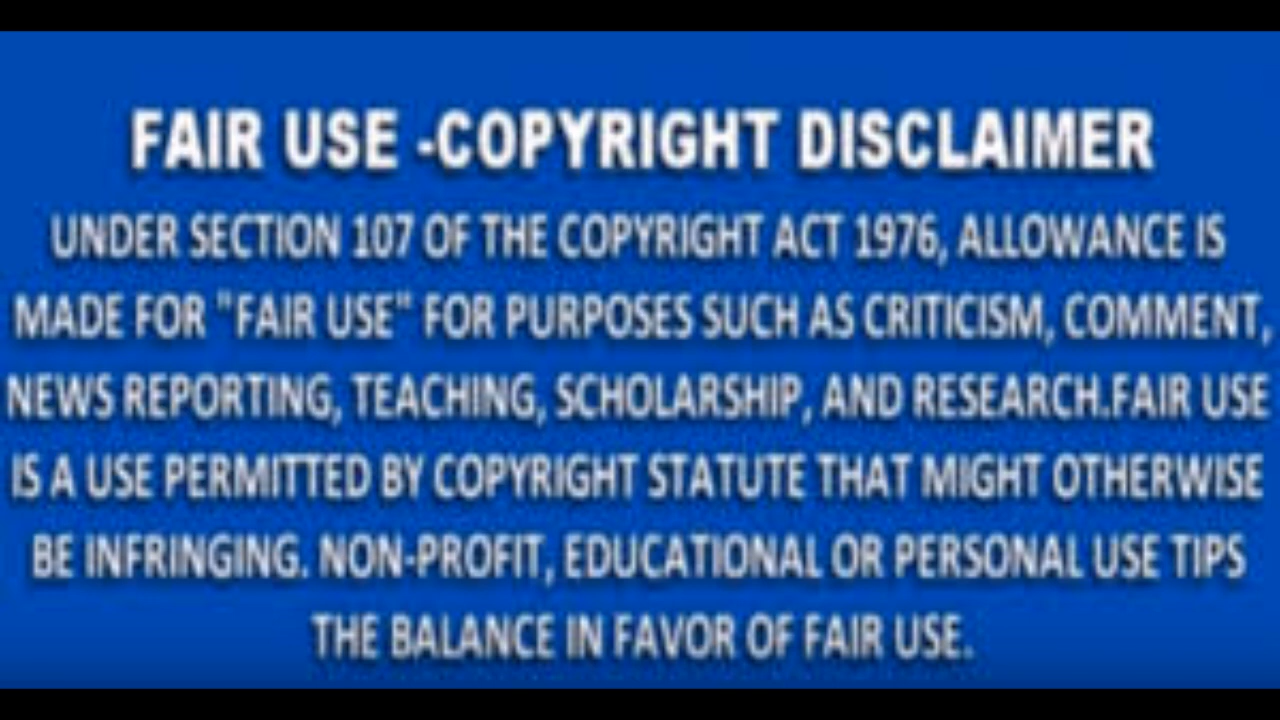 FAIR USE -COPYRIGHT DISCLAIMER
UNDER SECTION 107 OF THE COPYRIGHT ACT 1976, ALLOWANCE IS
MADE FOR "FAIR USE" FOR PURPOSES SUCH AS CRITICISM, COMMENT,
NEWS REPORTING, TEACHING, SCHOLARSHIP, AND RESEARCH.FAIR USE
IS A USE PERMITTED BY COPYRIGHT STATUTE THAT MIGHT OTHERWISE
BE INFRINGING. NON-PROFIT, EDUCATIONAL OR PERSONAL USE TIPS
THE BALANCE IN FAVOR OF FAIR USE.